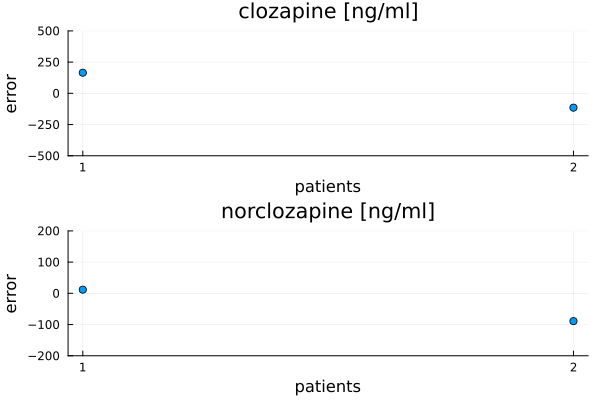 clozapine [ng/ml]
500
250
0
−250
−500
error
1
2
patients
norclozapine [ng/ml]
200
100
0
−100
−200
error
1
2
patients